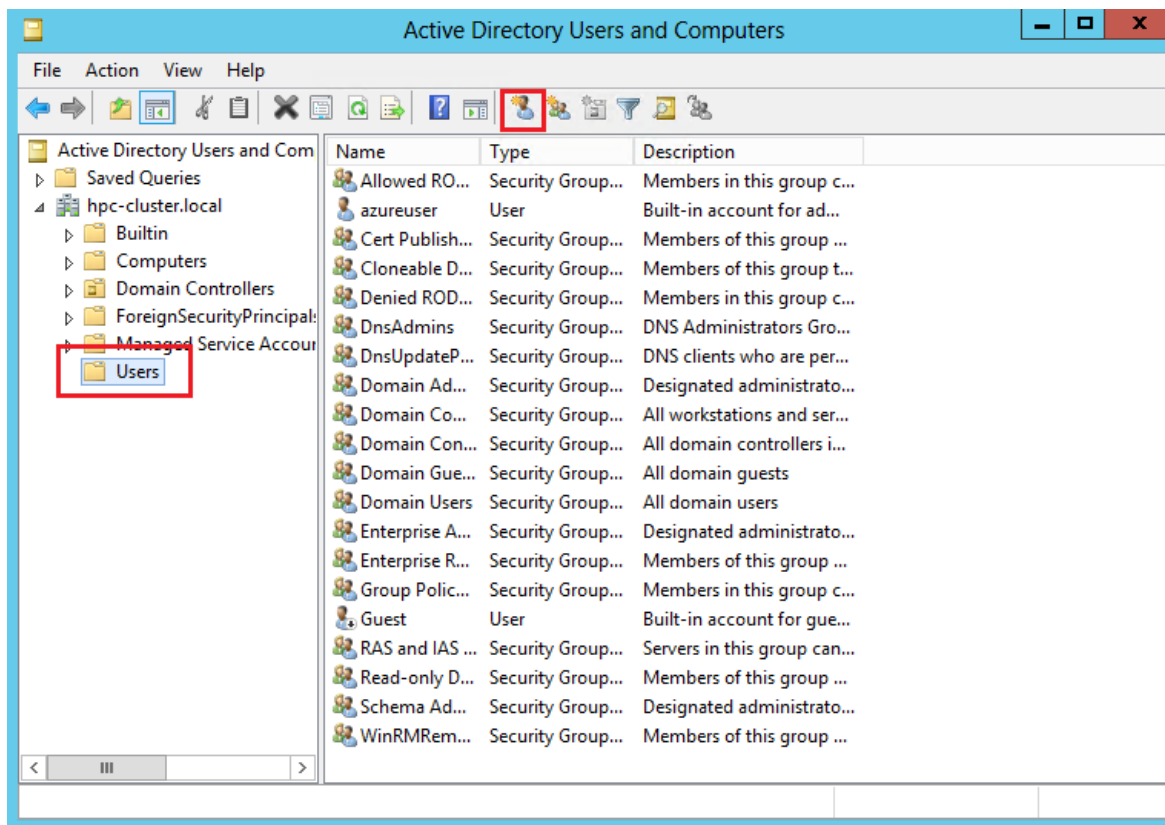 Active Directory Users and Computers
File Action View Help
Active Directory Users and Com
Saved Queries
hpc-cluster.local
Builtin
Computers
Domain Controllers
ForeignSecurityPrincipals
Managed Service Accour
Users
Name Type Description
Allowed RO... Security Group... Members in this group c...
azureuser User Built-in account for ad...
Cert Publish... Security Group... Members of this group ...
Cloneable D... Security Group... Members of this group t...
Denied ROD... Security Group... Members in this group c...
DnsAdmins Security Group... DNS Administrators Gro...
DnsUpdateP... Security Group... DNS clients who are per...
Domain Ad... Security Group... Designated administrato...
Domain Co... Security Group... All workstations and ser...
Domain Con... Security Group... All domain controllers i...
Domain Gue... Security Group... All domain guests
Domain Users Security Group... All domain users
Enterprise A... Security Group... Designated administrato...
Enterprise R... Security Group... Members of this group ...
Group Polic... Security Group... Members in this group c...
Guest User Built-in account for gue...
RAS and IAS ... Security Group... Servers in this group can...
Read-only D... Security Group... Members of this group ...
Schema Ad... Security Group... Designated administrato...
WinRMRem... Security Group... Members of this group ...